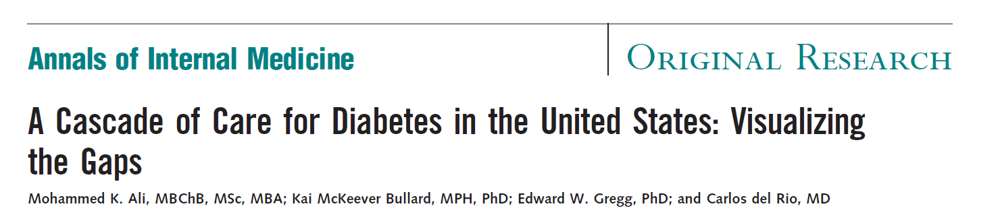 Annals of Internal Medicine
ORIGINAL RESEARCH
A Cascade of Care for Diabetes in the United States: Visualizing
the Gaps
Mohammed K. Ali, MBChB, MSc, MBA; Kai McKeever Bullard, MPH, PhD; Edward W. Gregg, PhD; and Carlos del Rio, MD